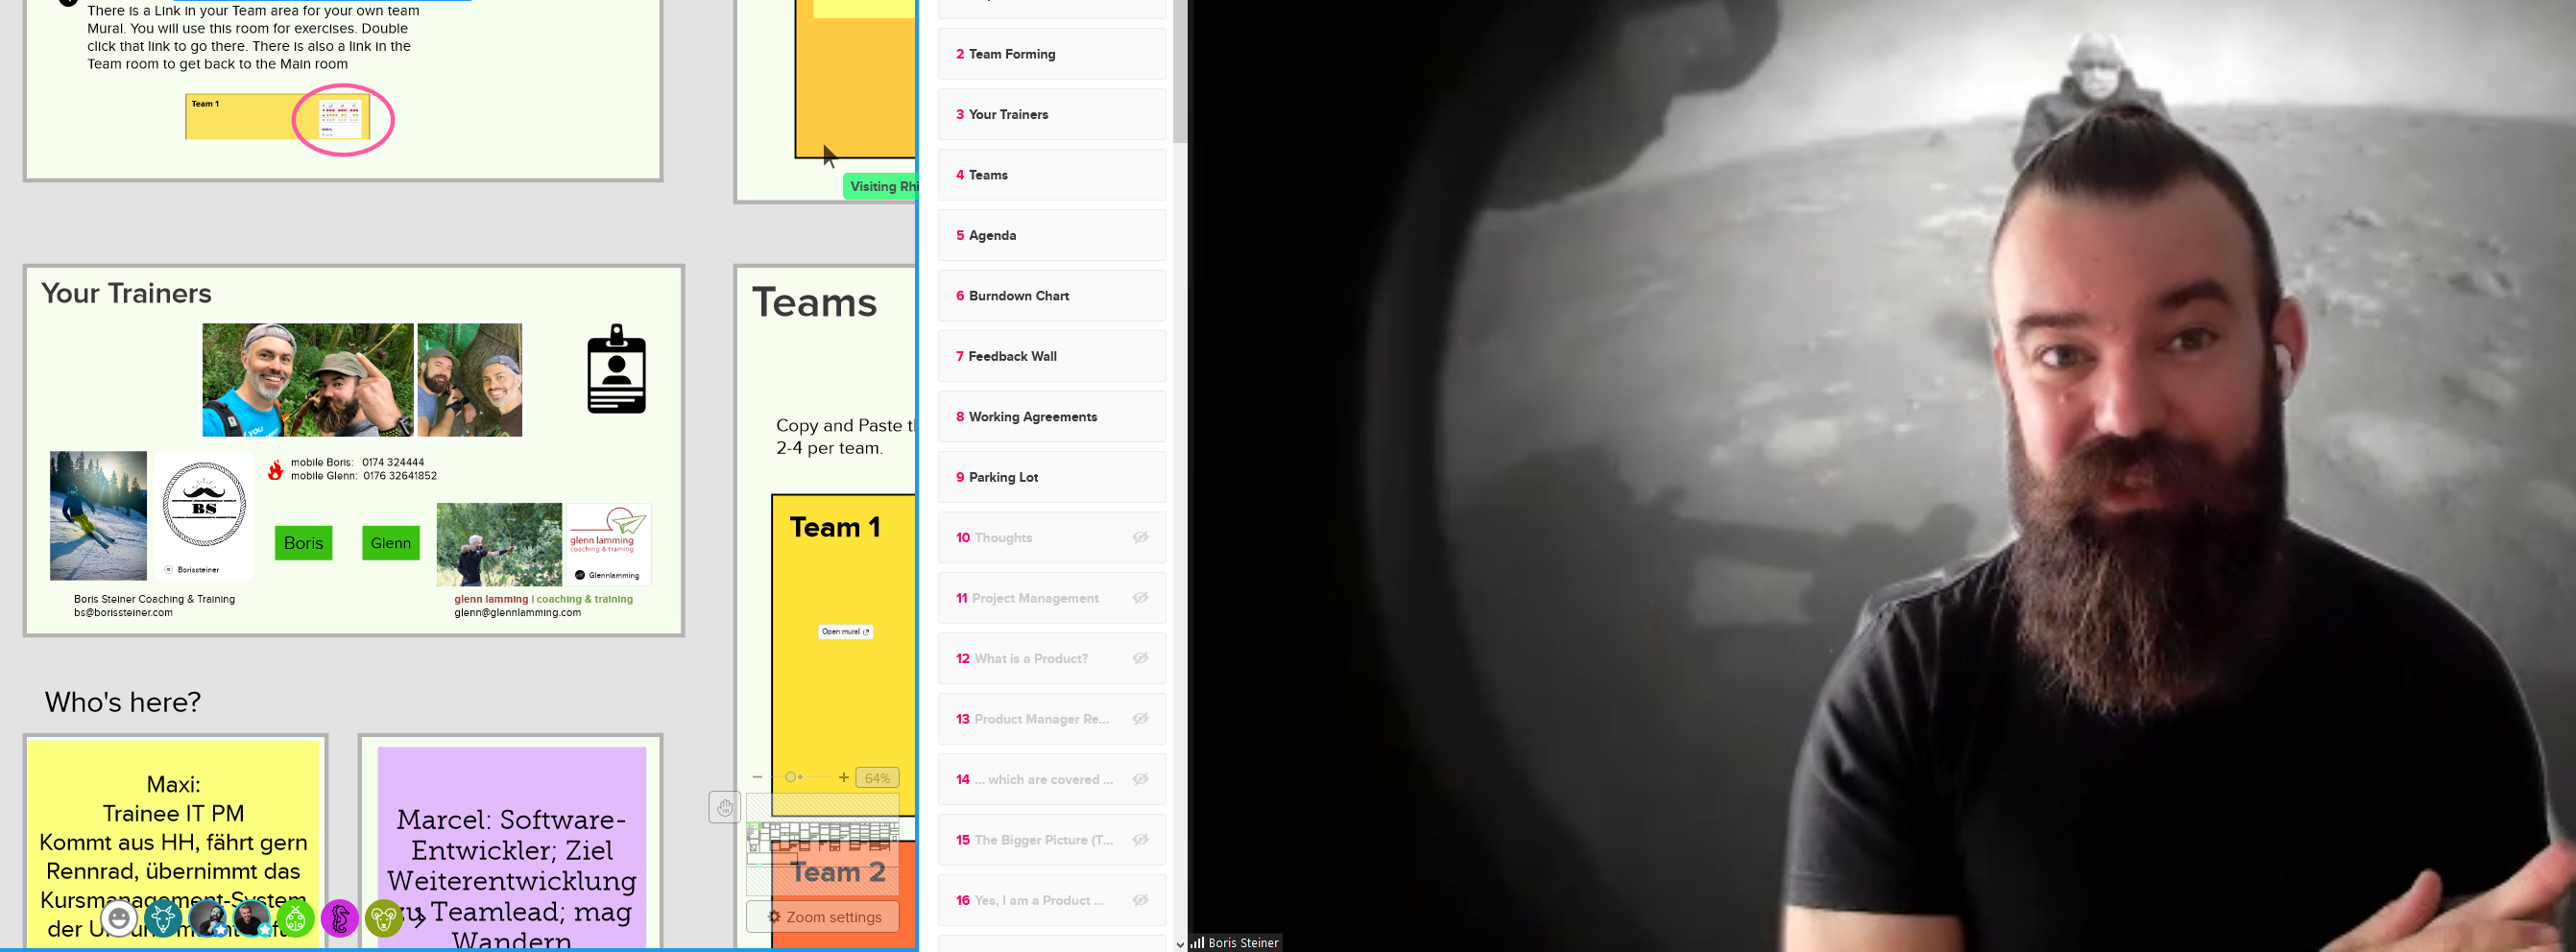 There is a Link in your Team area for your own team
Mural. You will use this room for exercises. Double
click that link to go there. There is also a link in the
Team room to get back to the Main room
Team 1
Visiting Rhi
Your Trainers
mobile Boris: 0174 324444
mobile Glenn: 0176 32641852
BS
Borissteiner
Boris
Glenn
glenn lamming
coaching & training
Glennlamming
Boris Steiner Coaching & Training
bs@borissteiner.com
glenn lamming | coaching & training
glenn@glennlamming.com
Who's here?
Maxi:
Trainee IT PM
Kommt aus HH, fährt gern
Rennrad, übernimmt das
Kursmanagement-System
der
Marcel: Software-
Entwickler; Ziel
Weiterentwicklung
Teamlead; mag
Wandern
Teams
Copy and Paste t
2-4 per team.
Team 1
Open mural
64%
Team 2
Zoom settings
2 Team Forming
3 Your Trainers
4 Teams
5 Agenda
6 Burndown Chart
7 Feedback Wall
8 Working Agreements
9 Parking Lot
10 Thoughts
11 Project Management
12 What is a Product?
13 Product Manager Re...
14 ... which are covered ...
15 The Bigger Picture (T...
16 Yes, I am a Product ...
Boris Steiner